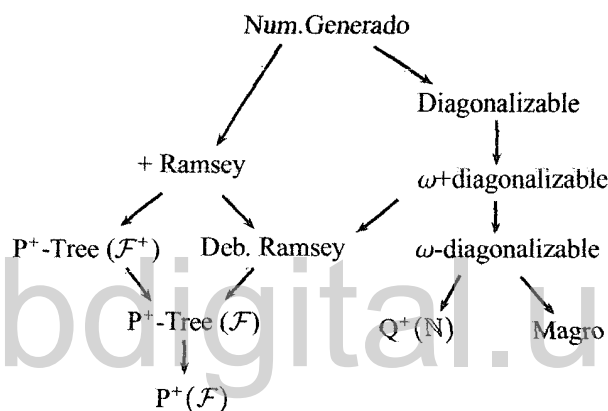 Num.Generado
Diagonalizable
+ Ramsey
ω+diagonalizable
P⁺-Tree (ℱ⁺) Deb. Ramsey ω-diagonalizable
P⁺-Tree (ℱ) Q⁺(ℕ) Magro
P⁺(ℱ)
bdigital.u